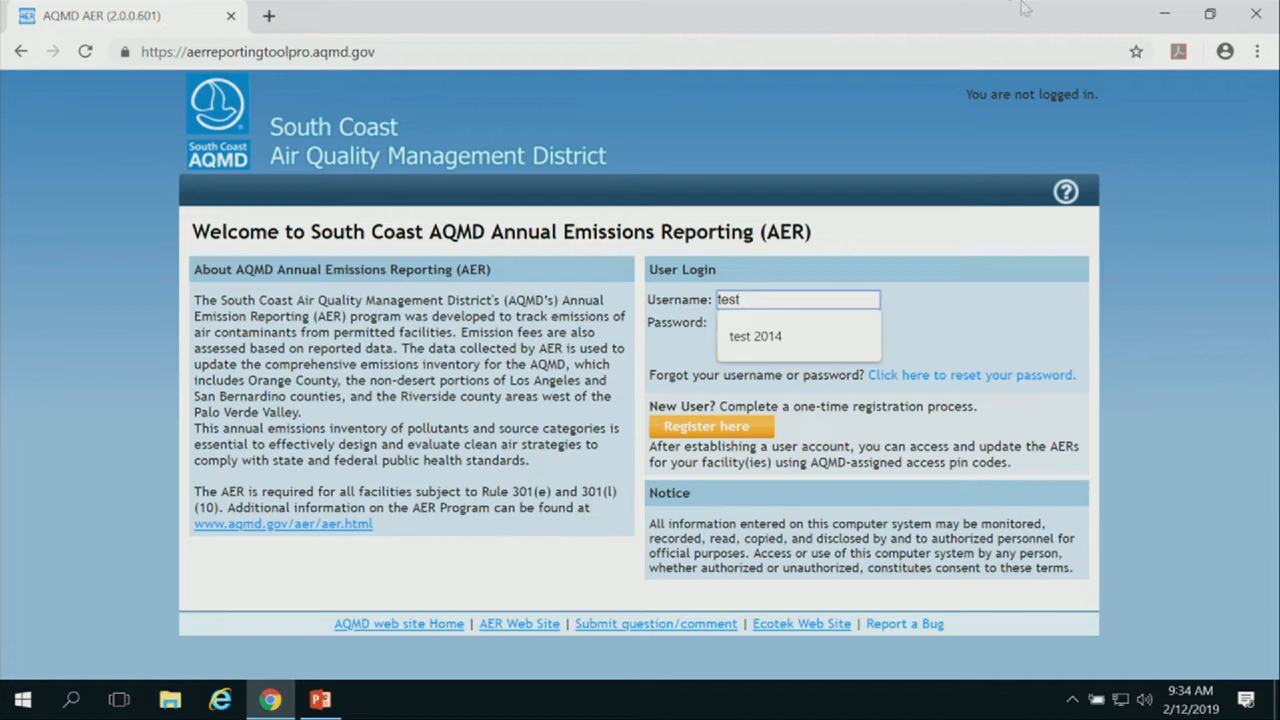 AQMD AER (2.0.0.601)
https://aerreportingtoolpro.aqmd.gov
You are not logged in.
South Coast
AQMD
South Coast
Air Quality Management District
Welcome to South Coast AQMD Annual Emissions Reporting (AER)
About AQMD Annual Emissions Reporting (AER)
The South Coast Air Quality Management District's (AQMD's) Annual
Emission Reporting (AER) program was developed to track emissions of
air contaminants from permitted facilities. Emission fees are also
assessed based on reported data. The data collected by AER is used to
update the comprehensive emissions inventory for the AQMD, which
includes Orange County, the non-desert portions of Los Angeles and
San Bernardino counties, and the Riverside county areas west of the
Palo Verde Valley.
This annual emissions inventory of pollutants and source categories is
essential to effectively design and evaluate clean air strategies to
comply with state and federal public health standards.
The AER is required for all facilities subject to Rule 301(e) and 301(l)
(10). Additional information on the AER Program can be found at
www.aqmd.gov/aer/aer.html
User Login
Username: test
Password:
test 2014
Forgot your username or password? Click here to reset your password.
New User? Complete a one-time registration process.
Register here
After establishing a user account, you can access and update the AERs
for your facility(ies) using AQMD-assigned access pin codes.
Notice
All information entered on this computer system may be monitored,
recorded, read, copied, and disclosed by and to authorized personnel for
official purposes. Access or use of this computer system by any person,
whether authorized or unauthorized, constitutes consent to these terms.
AQMD web site Home | AER Web Site | Submit question/comment | Ecotek Web Site | Report a Bug
9:34 AM
2/12/2019